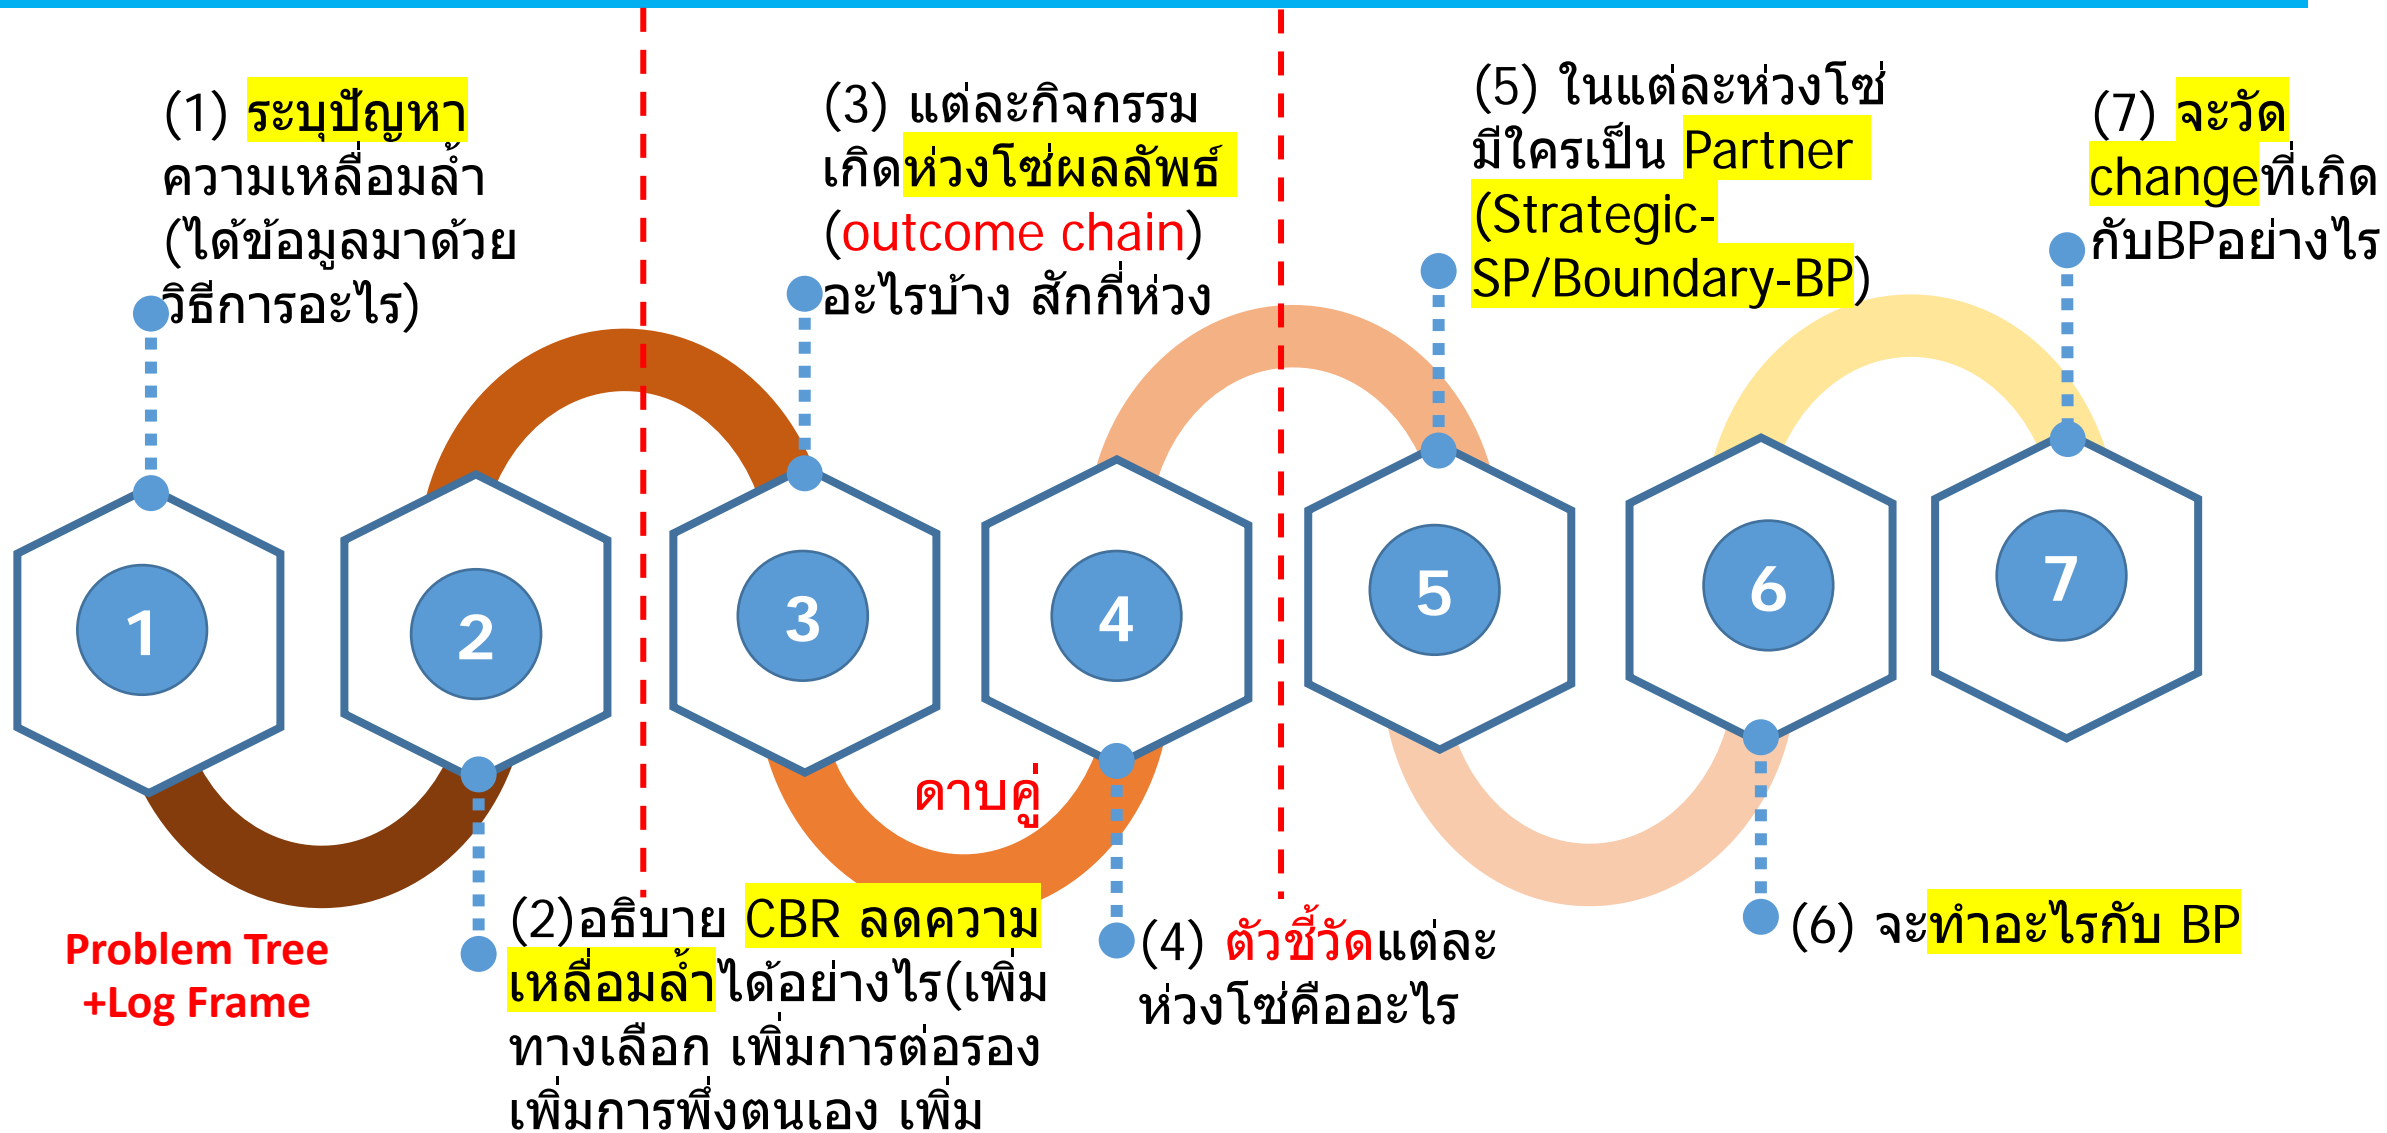 (1) ระบุปัญหา
ความเหลื่อมล้ำ
(ได้ข้อมูลมาด้วย
วิธีการอะไร)
(3) แต่ละกิจกรรม
เกิดห่วงโซ่ผลลัพธ์
(outcome chain)
อะไรบ้าง สักกี่ห่วง
(5) ในแต่ละห่วงโซ่
มีใครเป็น Partner
(Strategic-
SP/Boundary-BP)
(7) จะวัด
changeที่เกิด
กับBPอย่างไร
1
2
3
4
5
6
7
ดาบคู่
Problem Tree
+Log Frame
(2)อธิบาย CBR ลดความ
เหลื่อมล้ำได้อย่างไร(เพิ่ม
ทางเลือก เพิ่มการต่อรอง
เพิ่มการพึ่งตนเอง เพิ่ม
(4) ตัวชี้วัดแต่ละ
ห่วงโซ่คืออะไร
(6) จะทำอะไรกับ BP